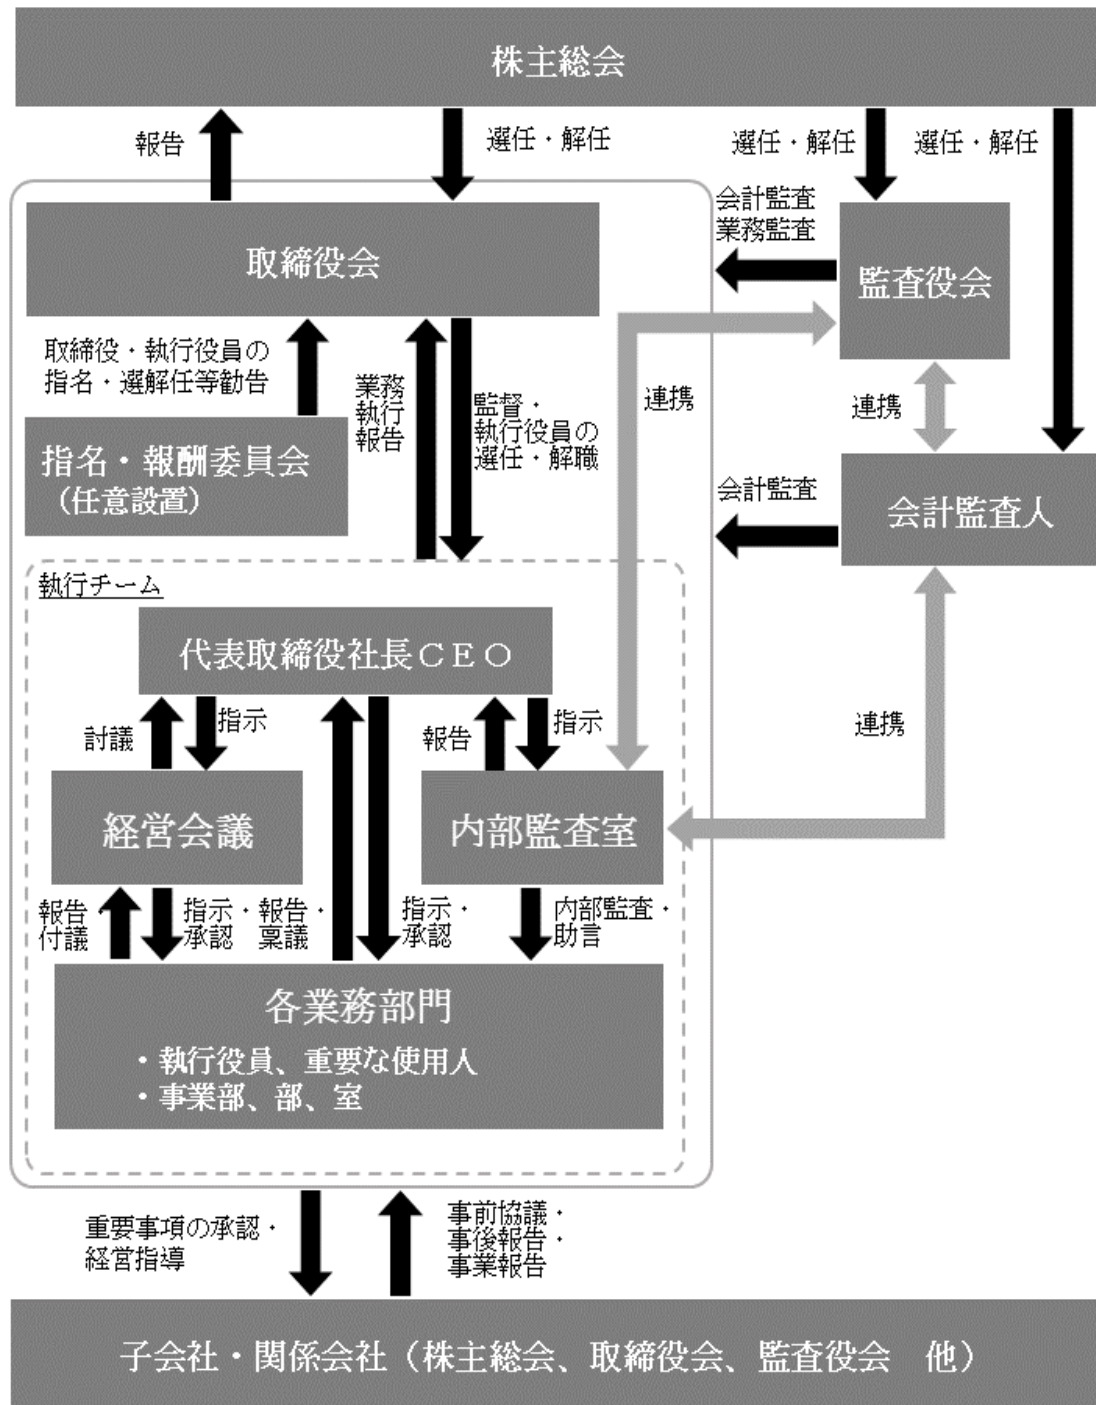 株主総会
報告
選任・解任
選任・解任
選任・解任
取締役会
会計監査
業務監査
監査役会
取締役・執行役員の
指名・選解任等勧告
業務
執行
報告
監督・
執行役員の
選任・解職
連携
連携
指名・報酬委員会
（任意設置）
会計監査
会計監査人
執行チーム
代表取締役社長ＣＥＯ
討議
指示
報告
指示
連携
経営会議
内部監査室
報告・
付議
指示・
承認
報告・
稟議
指示・
承認
内部監査・
助言
各業務部門
・執行役員、重要な使用人
・事業部、部、室
重要事項の承認・
経営指導
事前協議・
事後報告・
事業報告
子会社・関係会社（株主総会、取締役会、監査役会　他）